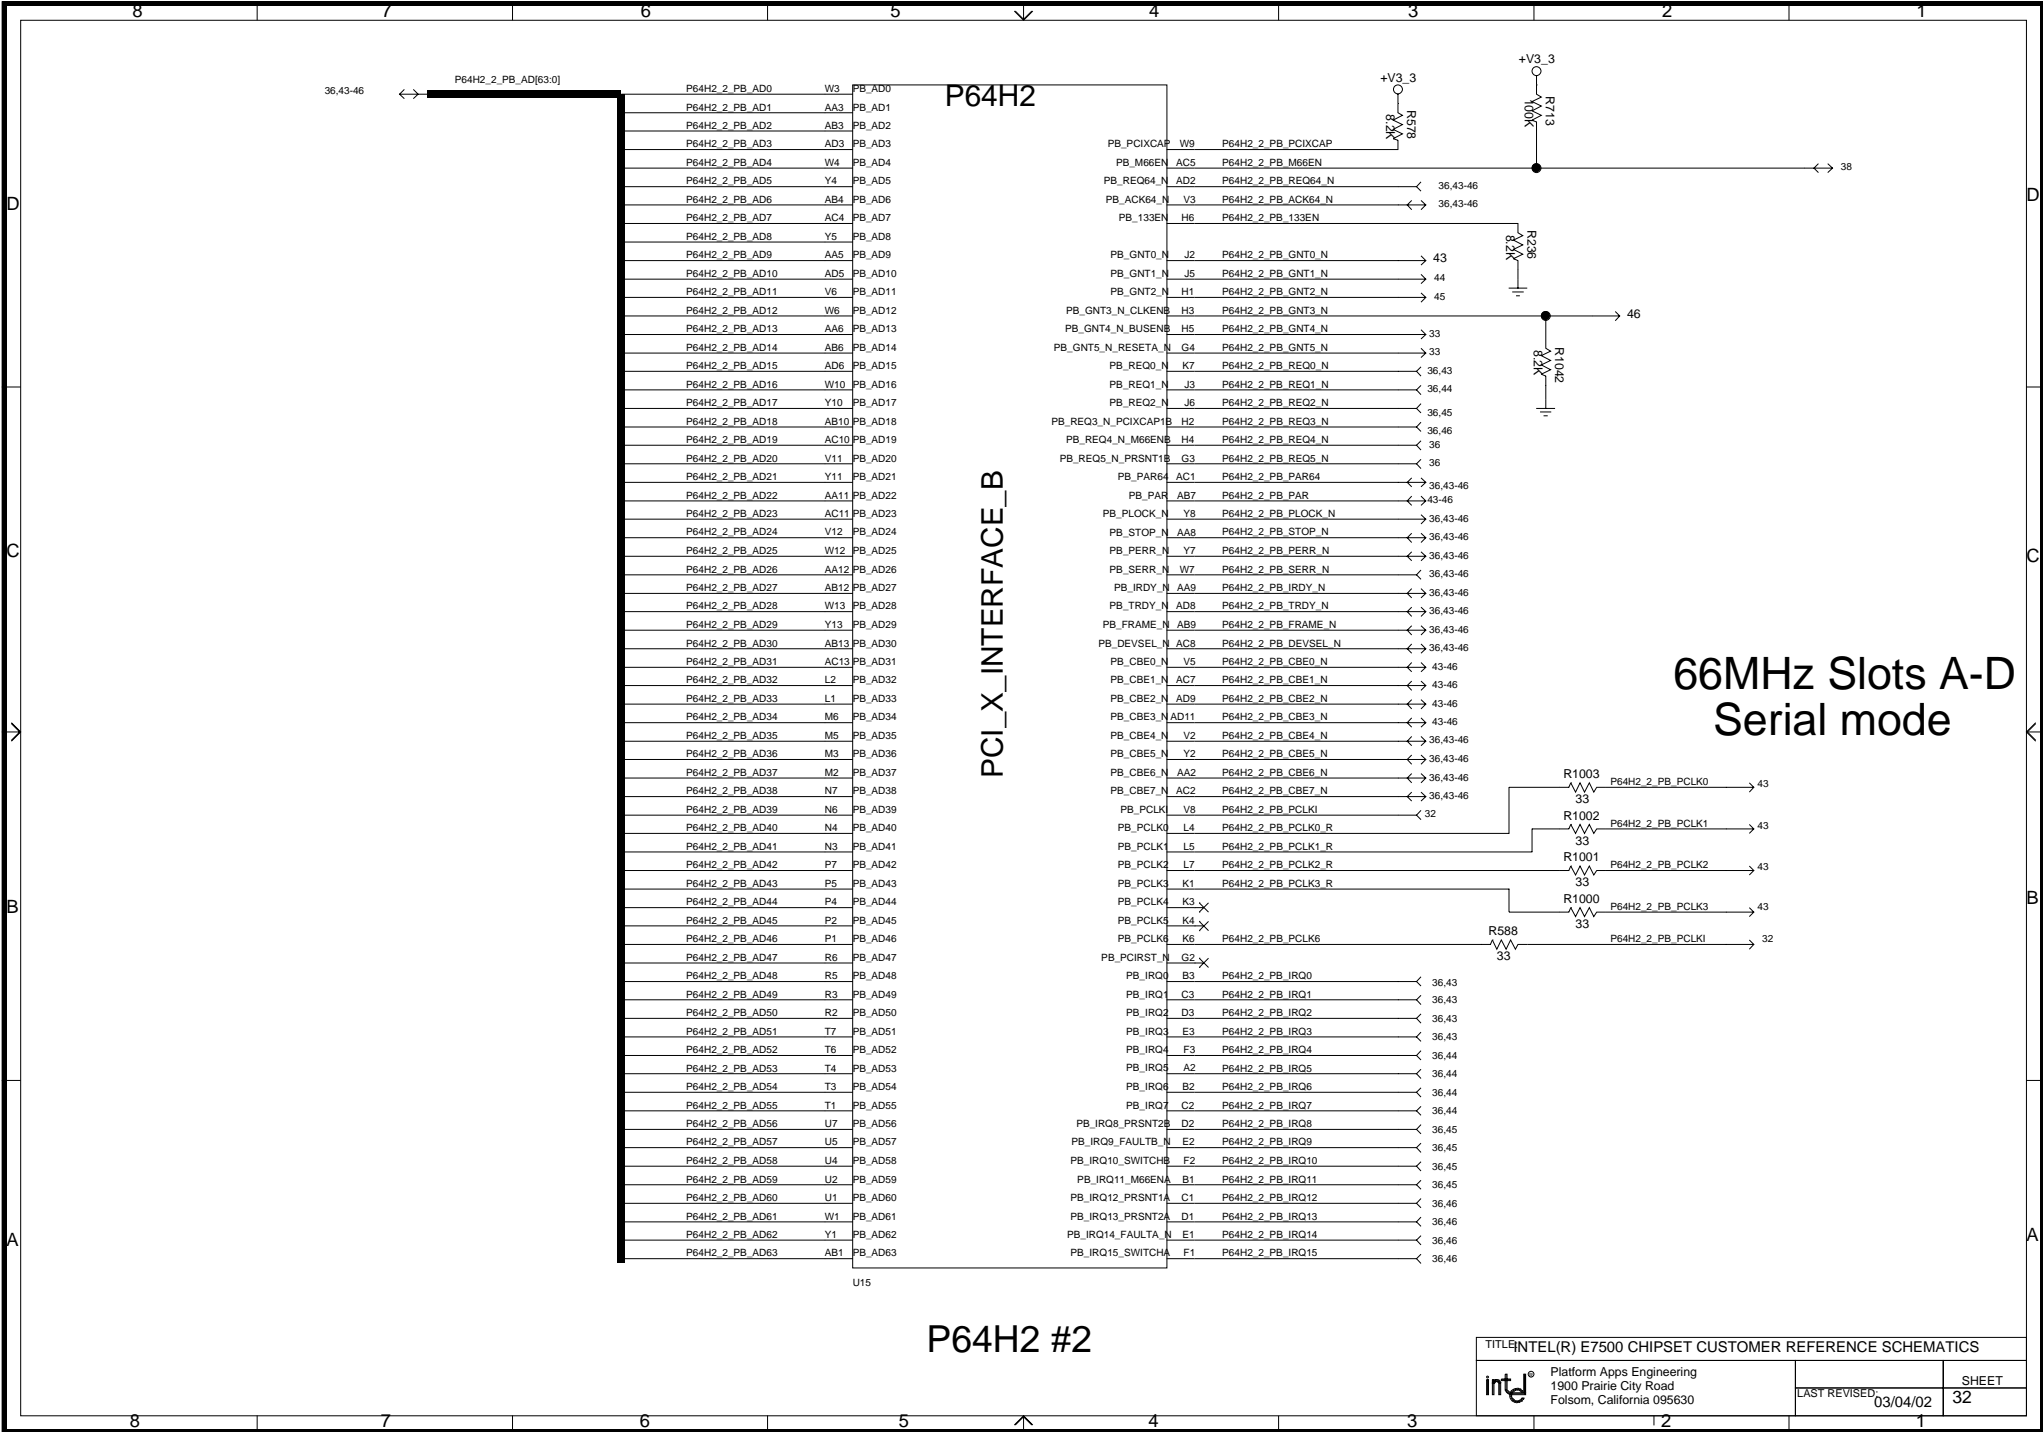 8 7 6 5 4 3 2 1
D
C
B
A
36,43-46 P64H2_2_PB_AD[63:0]
P64H2
PCI_X_INTERFACE_B
P64H2_2_PB_AD0 W3 PB_AD0
P64H2_2_PB_AD1 AA3 PB_AD1
P64H2_2_PB_AD2 AB3 PB_AD2
P64H2_2_PB_AD3 AD3 PB_AD3
P64H2_2_PB_AD4 W4 PB_AD4
P64H2_2_PB_AD5 Y4 PB_AD5
P64H2_2_PB_AD6 AB4 PB_AD6
P64H2_2_PB_AD7 AC4 PB_AD7
P64H2_2_PB_AD8 Y5 PB_AD8
P64H2_2_PB_AD9 AA5 PB_AD9
P64H2_2_PB_AD10 AD5 PB_AD10
P64H2_2_PB_AD11 V6 PB_AD11
P64H2_2_PB_AD12 W6 PB_AD12
P64H2_2_PB_AD13 AA6 PB_AD13
P64H2_2_PB_AD14 AB6 PB_AD14
P64H2_2_PB_AD15 AD6 PB_AD15
P64H2_2_PB_AD16 W10 PB_AD16
P64H2_2_PB_AD17 Y10 PB_AD17
P64H2_2_PB_AD18 AB10 PB_AD18
P64H2_2_PB_AD19 AC10 PB_AD19
P64H2_2_PB_AD20 V11 PB_AD20
P64H2_2_PB_AD21 Y11 PB_AD21
P64H2_2_PB_AD22 AA11 PB_AD22
P64H2_2_PB_AD23 AC11 PB_AD23
P64H2_2_PB_AD24 V12 PB_AD24
P64H2_2_PB_AD25 W12 PB_AD25
P64H2_2_PB_AD26 AA12 PB_AD26
P64H2_2_PB_AD27 AB12 PB_AD27
P64H2_2_PB_AD28 W13 PB_AD28
P64H2_2_PB_AD29 Y13 PB_AD29
P64H2_2_PB_AD30 AB13 PB_AD30
P64H2_2_PB_AD31 AC13 PB_AD31
P64H2_2_PB_AD32 L2 PB_AD32
P64H2_2_PB_AD33 L1 PB_AD33
P64H2_2_PB_AD34 M6 PB_AD34
P64H2_2_PB_AD35 M5 PB_AD35
P64H2_2_PB_AD36 M3 PB_AD36
P64H2_2_PB_AD37 M2 PB_AD37
P64H2_2_PB_AD38 N7 PB_AD38
P64H2_2_PB_AD39 N6 PB_AD39
P64H2_2_PB_AD40 N4 PB_AD40
P64H2_2_PB_AD41 N3 PB_AD41
P64H2_2_PB_AD42 P7 PB_AD42
P64H2_2_PB_AD43 P5 PB_AD43
P64H2_2_PB_AD44 P4 PB_AD44
P64H2_2_PB_AD45 P2 PB_AD45
P64H2_2_PB_AD46 P1 PB_AD46
P64H2_2_PB_AD47 R6 PB_AD47
P64H2_2_PB_AD48 R5 PB_AD48
P64H2_2_PB_AD49 R3 PB_AD49
P64H2_2_PB_AD50 R2 PB_AD50
P64H2_2_PB_AD51 T7 PB_AD51
P64H2_2_PB_AD52 T6 PB_AD52
P64H2_2_PB_AD53 T4 PB_AD53
P64H2_2_PB_AD54 T3 PB_AD54
P64H2_2_PB_AD55 T1 PB_AD55
P64H2_2_PB_AD56 U7 PB_AD56
P64H2_2_PB_AD57 U5 PB_AD57
P64H2_2_PB_AD58 U4 PB_AD58
P64H2_2_PB_AD59 U2 PB_AD59
P64H2_2_PB_AD60 U1 PB_AD60
P64H2_2_PB_AD61 W1 PB_AD61
P64H2_2_PB_AD62 Y1 PB_AD62
P64H2_2_PB_AD63 AB1 PB_AD63
U15
+V3_3
R578
8.2K
+V3_3
R713
100K
PB_PCIXCAP W9 P64H2_2_PB_PCIXCAP
PB_M66EN AC5 P64H2_2_PB_M66EN 38
PB_REQ64_N AD2 P64H2_2_PB_REQ64_N 36,43-46
PB_ACK64_N V3 P64H2_2_PB_ACK64_N 36,43-46
PB_133EN H6 P64H2_2_PB_133EN
R236
8.2K
PB_GNT0_N J2 P64H2_2_PB_GNT0_N 43
PB_GNT1_N J5 P64H2_2_PB_GNT1_N 44
PB_GNT2_N H1 P64H2_2_PB_GNT2_N 45
PB_GNT3_N_CLKENB H3 P64H2_2_PB_GNT3_N 46
R1042
8.2K
PB_GNT4_N_BUSENB H5 P64H2_2_PB_GNT4_N 33
PB_GNT5_N_RESETA_N G4 P64H2_2_PB_GNT5_N 33
PB_REQ0_N K7 P64H2_2_PB_REQ0_N 36,43
PB_REQ1_N J3 P64H2_2_PB_REQ1_N 36,44
PB_REQ2_N J6 P64H2_2_PB_REQ2_N 36,45
PB_REQ3_N_PCIXCAP1B H2 P64H2_2_PB_REQ3_N 36,46
PB_REQ4_N_M66ENB H4 P64H2_2_PB_REQ4_N 36
PB_REQ5_N_PRSNT1B G3 P64H2_2_PB_REQ5_N 36
PB_PAR64 AC1 P64H2_2_PB_PAR64 36,43-46
PB_PAR AB7 P64H2_2_PB_PAR 43-46
PB_PLOCK_N Y8 P64H2_2_PB_PLOCK_N 36,43-46
PB_STOP_N AA8 P64H2_2_PB_STOP_N 36,43-46
PB_PERR_N Y7 P64H2_2_PB_PERR_N 36,43-46
PB_SERR_N W7 P64H2_2_PB_SERR_N 36,43-46
PB_IRDY_N AA9 P64H2_2_PB_IRDY_N 36,43-46
PB_TRDY_N AD8 P64H2_2_PB_TRDY_N 36,43-46
PB_FRAME_N AB9 P64H2_2_PB_FRAME_N 36,43-46
PB_DEVSEL_N AC8 P64H2_2_PB_DEVSEL_N 36,43-46
PB_CBE0_N V5 P64H2_2_PB_CBE0_N 43-46
PB_CBE1_N AC7 P64H2_2_PB_CBE1_N 43-46
PB_CBE2_N AD9 P64H2_2_PB_CBE2_N 43-46
PB_CBE3_N AD11 P64H2_2_PB_CBE3_N 43-46
PB_CBE4_N V2 P64H2_2_PB_CBE4_N 36,43-46
PB_CBE5_N Y2 P64H2_2_PB_CBE5_N 36,43-46
PB_CBE6_N AA2 P64H2_2_PB_CBE6_N 36,43-46
PB_CBE7_N AC2 P64H2_2_PB_CBE7_N 36,43-46
PB_PCLKI V8 P64H2_2_PB_PCLKI 32
PB_PCLK0 L4 P64H2_2_PB_PCLK0_R R1003 33 P64H2_2_PB_PCLK0 43
PB_PCLK1 L5 P64H2_2_PB_PCLK1_R R1002 33 P64H2_2_PB_PCLK1 43
PB_PCLK2 L7 P64H2_2_PB_PCLK2_R R1001 33 P64H2_2_PB_PCLK2 43
PB_PCLK3 K1 P64H2_2_PB_PCLK3_R R1000 33 P64H2_2_PB_PCLK3 43
PB_PCLK4 K3
PB_PCLK5 K4
PB_PCLK6 K6 P64H2_2_PB_PCLK6 R588 33 P64H2_2_PB_PCLKI 32
PB_PCIRST_N G2
PB_IRQ0 B3 P64H2_2_PB_IRQ0 36,43
PB_IRQ1 C3 P64H2_2_PB_IRQ1 36,43
PB_IRQ2 D3 P64H2_2_PB_IRQ2 36,43
PB_IRQ3 E3 P64H2_2_PB_IRQ3 36,43
PB_IRQ4 F3 P64H2_2_PB_IRQ4 36,44
PB_IRQ5 A2 P64H2_2_PB_IRQ5 36,44
PB_IRQ6 B2 P64H2_2_PB_IRQ6 36,44
PB_IRQ7 C2 P64H2_2_PB_IRQ7 36,44
PB_IRQ8_PRSNT2B D2 P64H2_2_PB_IRQ8 36,45
PB_IRQ9_FAULTB_N E2 P64H2_2_PB_IRQ9 36,45
PB_IRQ10_SWITCHB F2 P64H2_2_PB_IRQ10 36,45
PB_IRQ11_M66ENA B1 P64H2_2_PB_IRQ11 36,45
PB_IRQ12_PRSNT1A C1 P64H2_2_PB_IRQ12 36,46
PB_IRQ13_PRSNT2A D1 P64H2_2_PB_IRQ13 36,46
PB_IRQ14_FAULTA_N E1 P64H2_2_PB_IRQ14 36,46
PB_IRQ15_SWITCHA F1 P64H2_2_PB_IRQ15 36,46
66MHz Slots A-D
Serial mode
D
C
B
A
P64H2 #2
TITLE INTEL(R) E7500 CHIPSET CUSTOMER REFERENCE SCHEMATICS
intel®
Platform Apps Engineering
1900 Prairie City Road
Folsom, California 095630
LAST REVISED: 03/04/02
SHEET
32
8 7 6 5 4 3 2 1